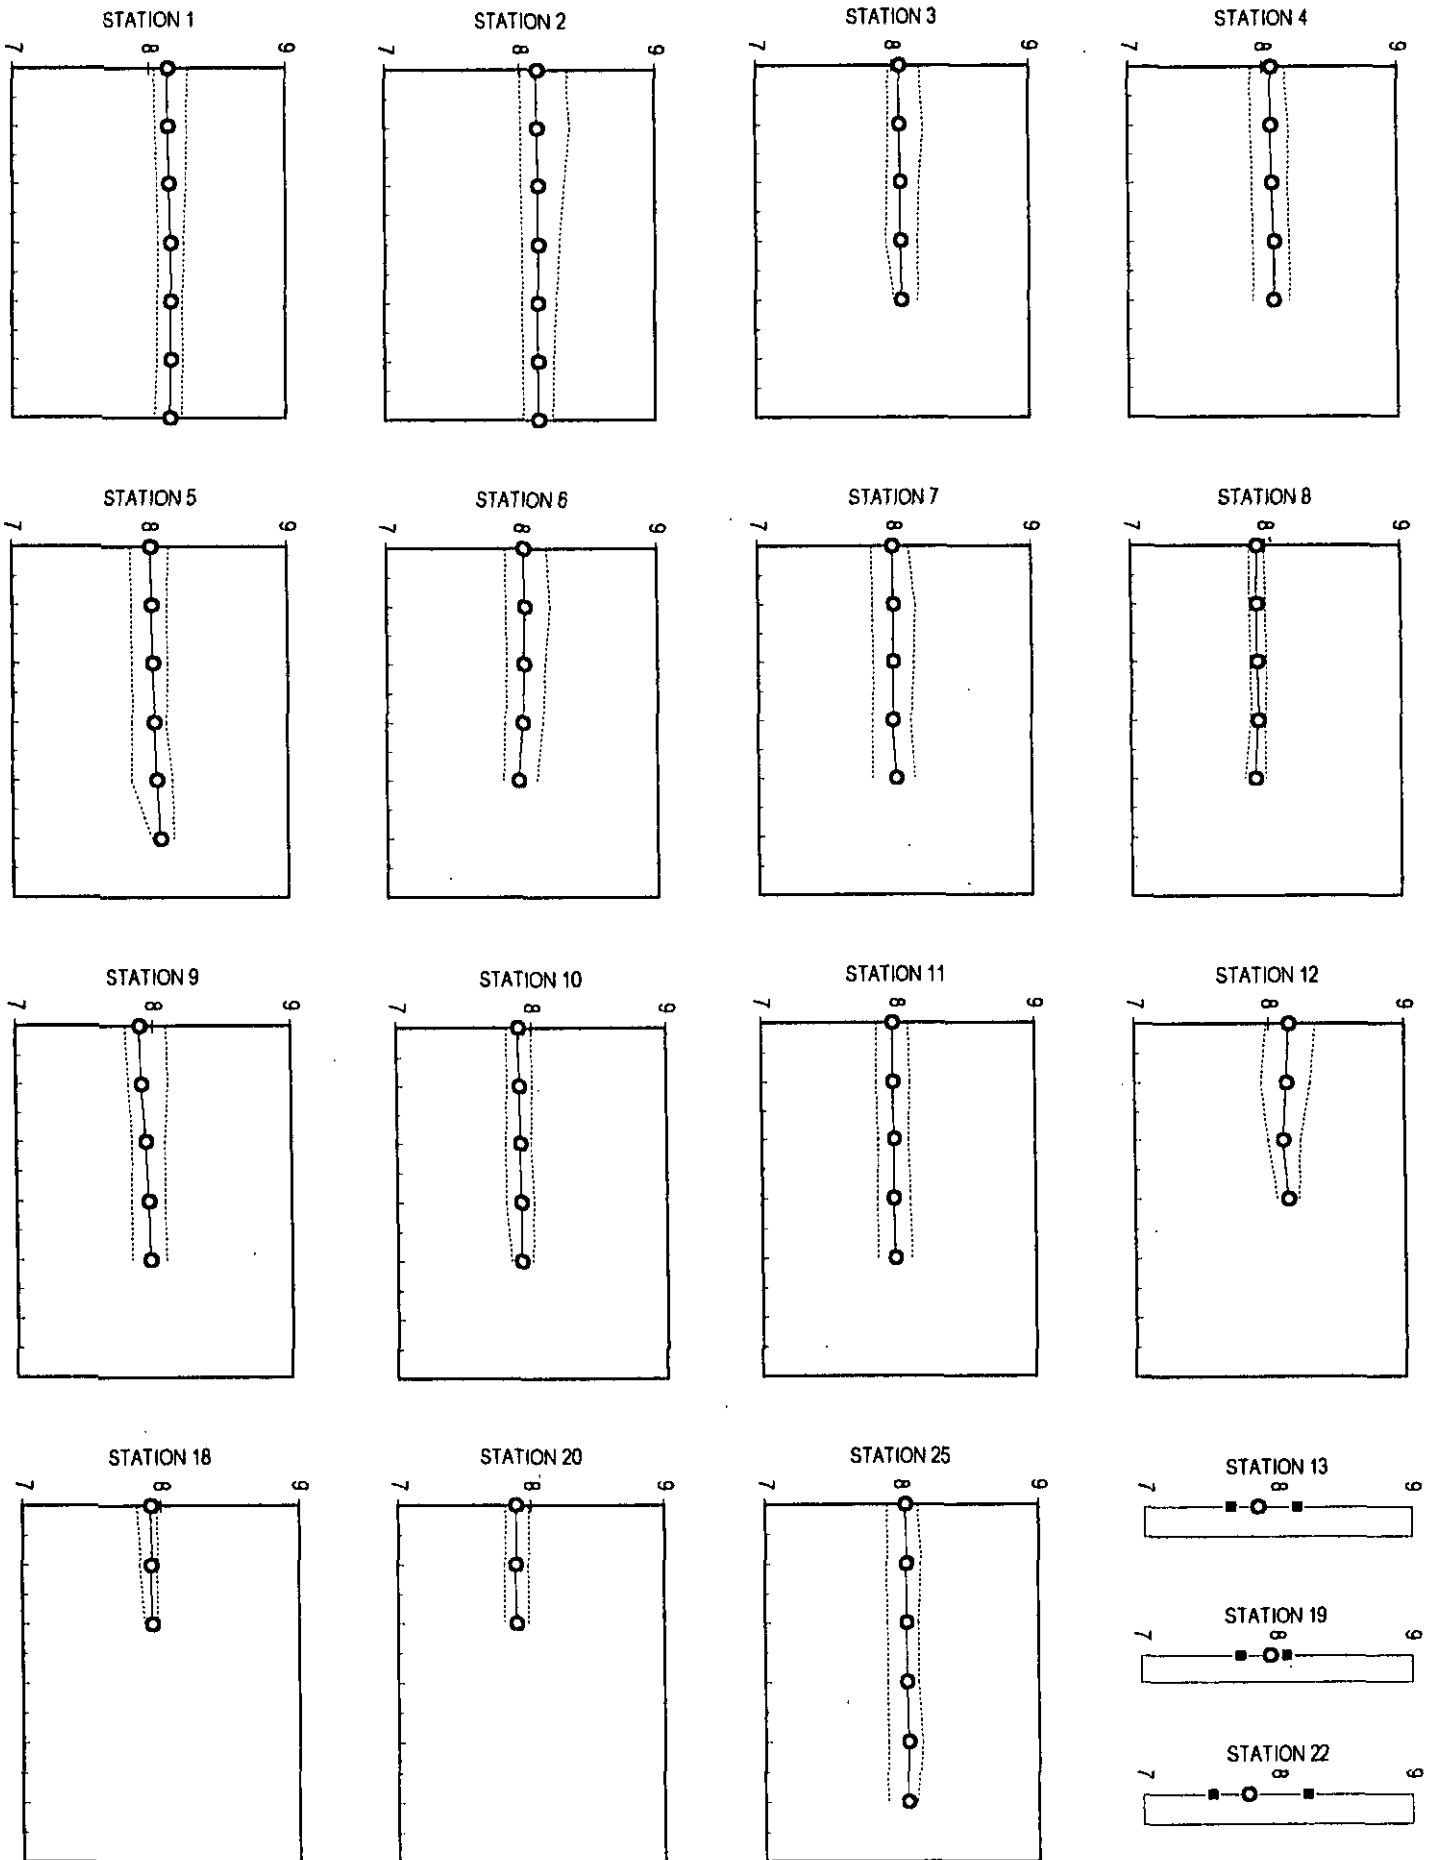 STATION 1
7 8 9
STATION 2
7 8 9
STATION 3
7 8 9
STATION 4
7 8 9
STATION 5
7 8 9
STATION 6
7 8 9
STATION 7
7 8 9
STATION 8
7 8 9
STATION 9
7 8 9
STATION 10
7 8 9
STATION 11
7 8 9
STATION 12
7 8 9
STATION 18
7 8 9
STATION 20
7 8 9
STATION 25
7 8 9
STATION 13
7 8 9
STATION 19
7 8 9
STATION 22
7 8 9